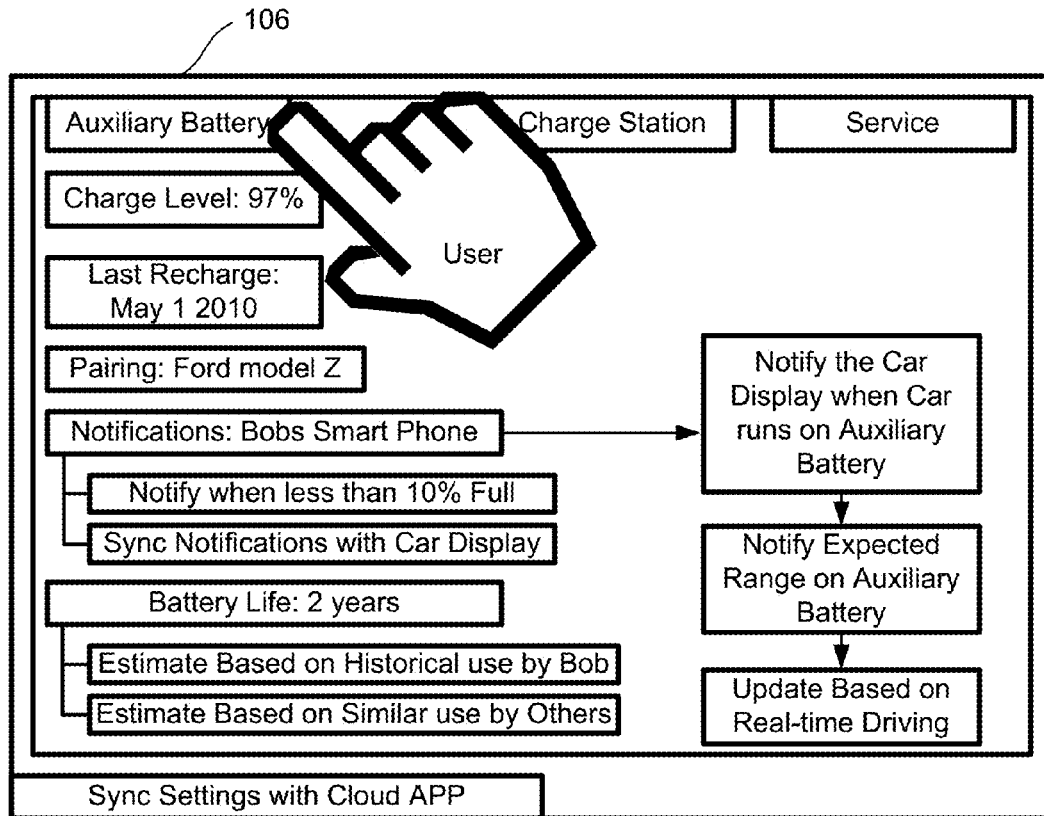 106
Auxiliary Battery
Charge Station
Service
Charge Level: 97%
User
Last Recharge:
May 1 2010
Pairing: Ford model Z
Notifications: Bobs Smart Phone
Notify when less than 10% Full
Sync Notifications with Car Display
Battery Life: 2 years
Estimate Based on Historical use by Bob
Estimate Based on Similar use by Others
Notify the Car
Display when Car
runs on Auxiliary
Battery
Notify Expected
Range on Auxiliary
Battery
Update Based on
Real-time Driving
Sync Settings with Cloud APP